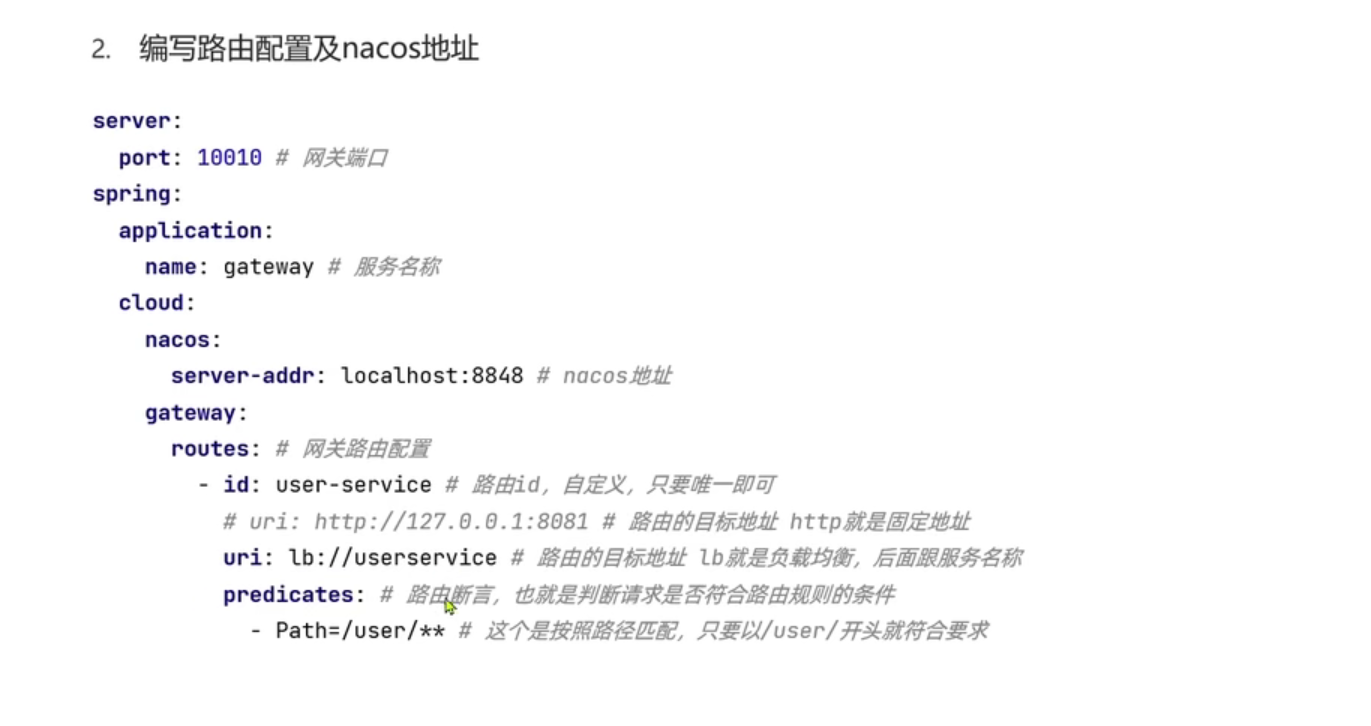 2. 编写路由配置及nacos地址
server:
  port: 10010 # 网关端口
spring:
  application:
    name: gateway # 服务名称
  cloud:
    nacos:
      server-addr: localhost:8848 # nacos地址
    gateway:
      routes: # 网关路由配置
        - id: user-service # 路由id，自定义，只要唯一即可
          # uri: http://127.0.0.1:8081 # 路由的目标地址 http就是固定地址
          uri: lb://userservice # 路由的目标地址 lb就是负载均衡，后面跟服务名称
          predicates: # 路由断言，也就是判断请求是否符合路由规则的条件
            - Path=/user/** # 这个是按照路径匹配，只要以/user/开头就符合要求